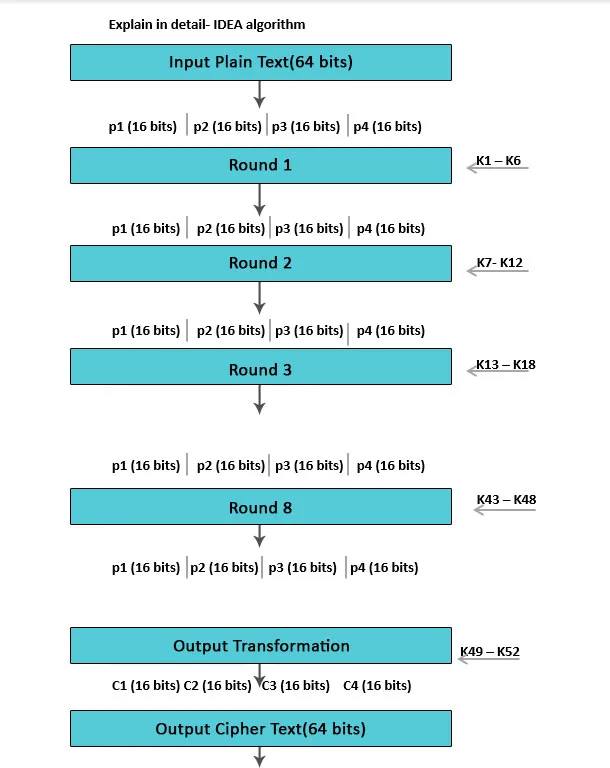 Explain in detail- IDEA algorithm
Input Plain Text(64 bits)
p1 (16 bits) p2 (16 bits) p3 (16 bits) p4 (16 bits)
Round 1
K1 – K6
p1 (16 bits) p2 (16 bits) p3 (16 bits) p4 (16 bits)
Round 2
K7- K12
p1 (16 bits) p2 (16 bits) p3 (16 bits) p4 (16 bits)
Round 3
K13 – K18
p1 (16 bits) p2 (16 bits) p3 (16 bits) p4 (16 bits)
Round 8
K43 – K48
p1 (16 bits) p2 (16 bits) p3 (16 bits) p4 (16 bits)
Output Transformation
K49 – K52
C1 (16 bits) C2 (16 bits) C3 (16 bits) C4 (16 bits)
Output Cipher Text(64 bits)